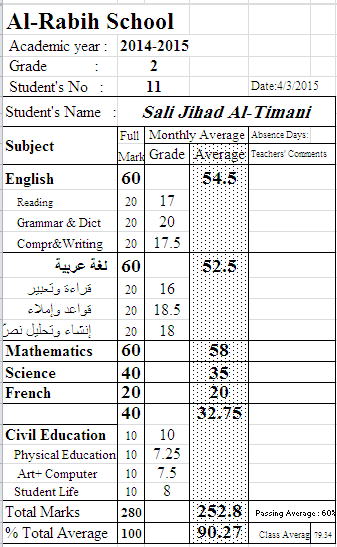 Al-Rabih School
Academic year : 2014-2015
Grade : 2
Student's No : 11 Date:4/3/2015
Student's Name : Sali Jihad Al-Timani
Subject Full Mark Monthly Average Absence Days:
Grade Average Teachers' Comments
English 60 54.5
Reading 20 17
Grammar & Dict 20 20
Compr&Writing 20 17.5
لغة عربية 60 52.5
قراءة وتعبير 20 16
قواعد وإملاء 20 18.5
إنشاء وتحليل نصّ 20 18
Mathematics 60 58
Science 40 35
French 20 20
40 32.75
Civil Education 10 10
Physical Education 10 7.25
Art+ Computer 10 7.5
Student Life 10 8
Total Marks 280 252.8 Passing Average : 60%
% Total Average 100 90.27 Class Averag 79.34